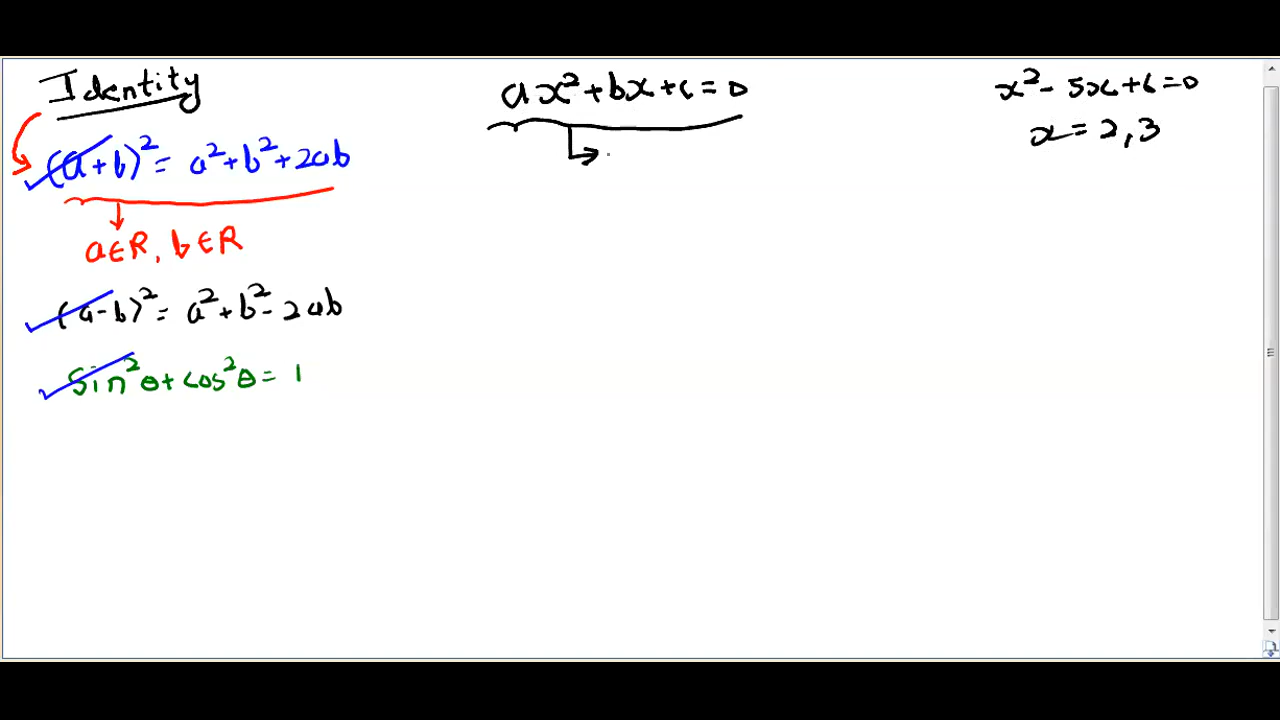 Identity
(a+b)² = a²+b²+2ab
a∈R, b∈R
(a-b)² = a²+b²-2ab
Sin²θ+cos²θ = 1
ax²+bx+c=0
x²-5x+6=0
x = 2,3